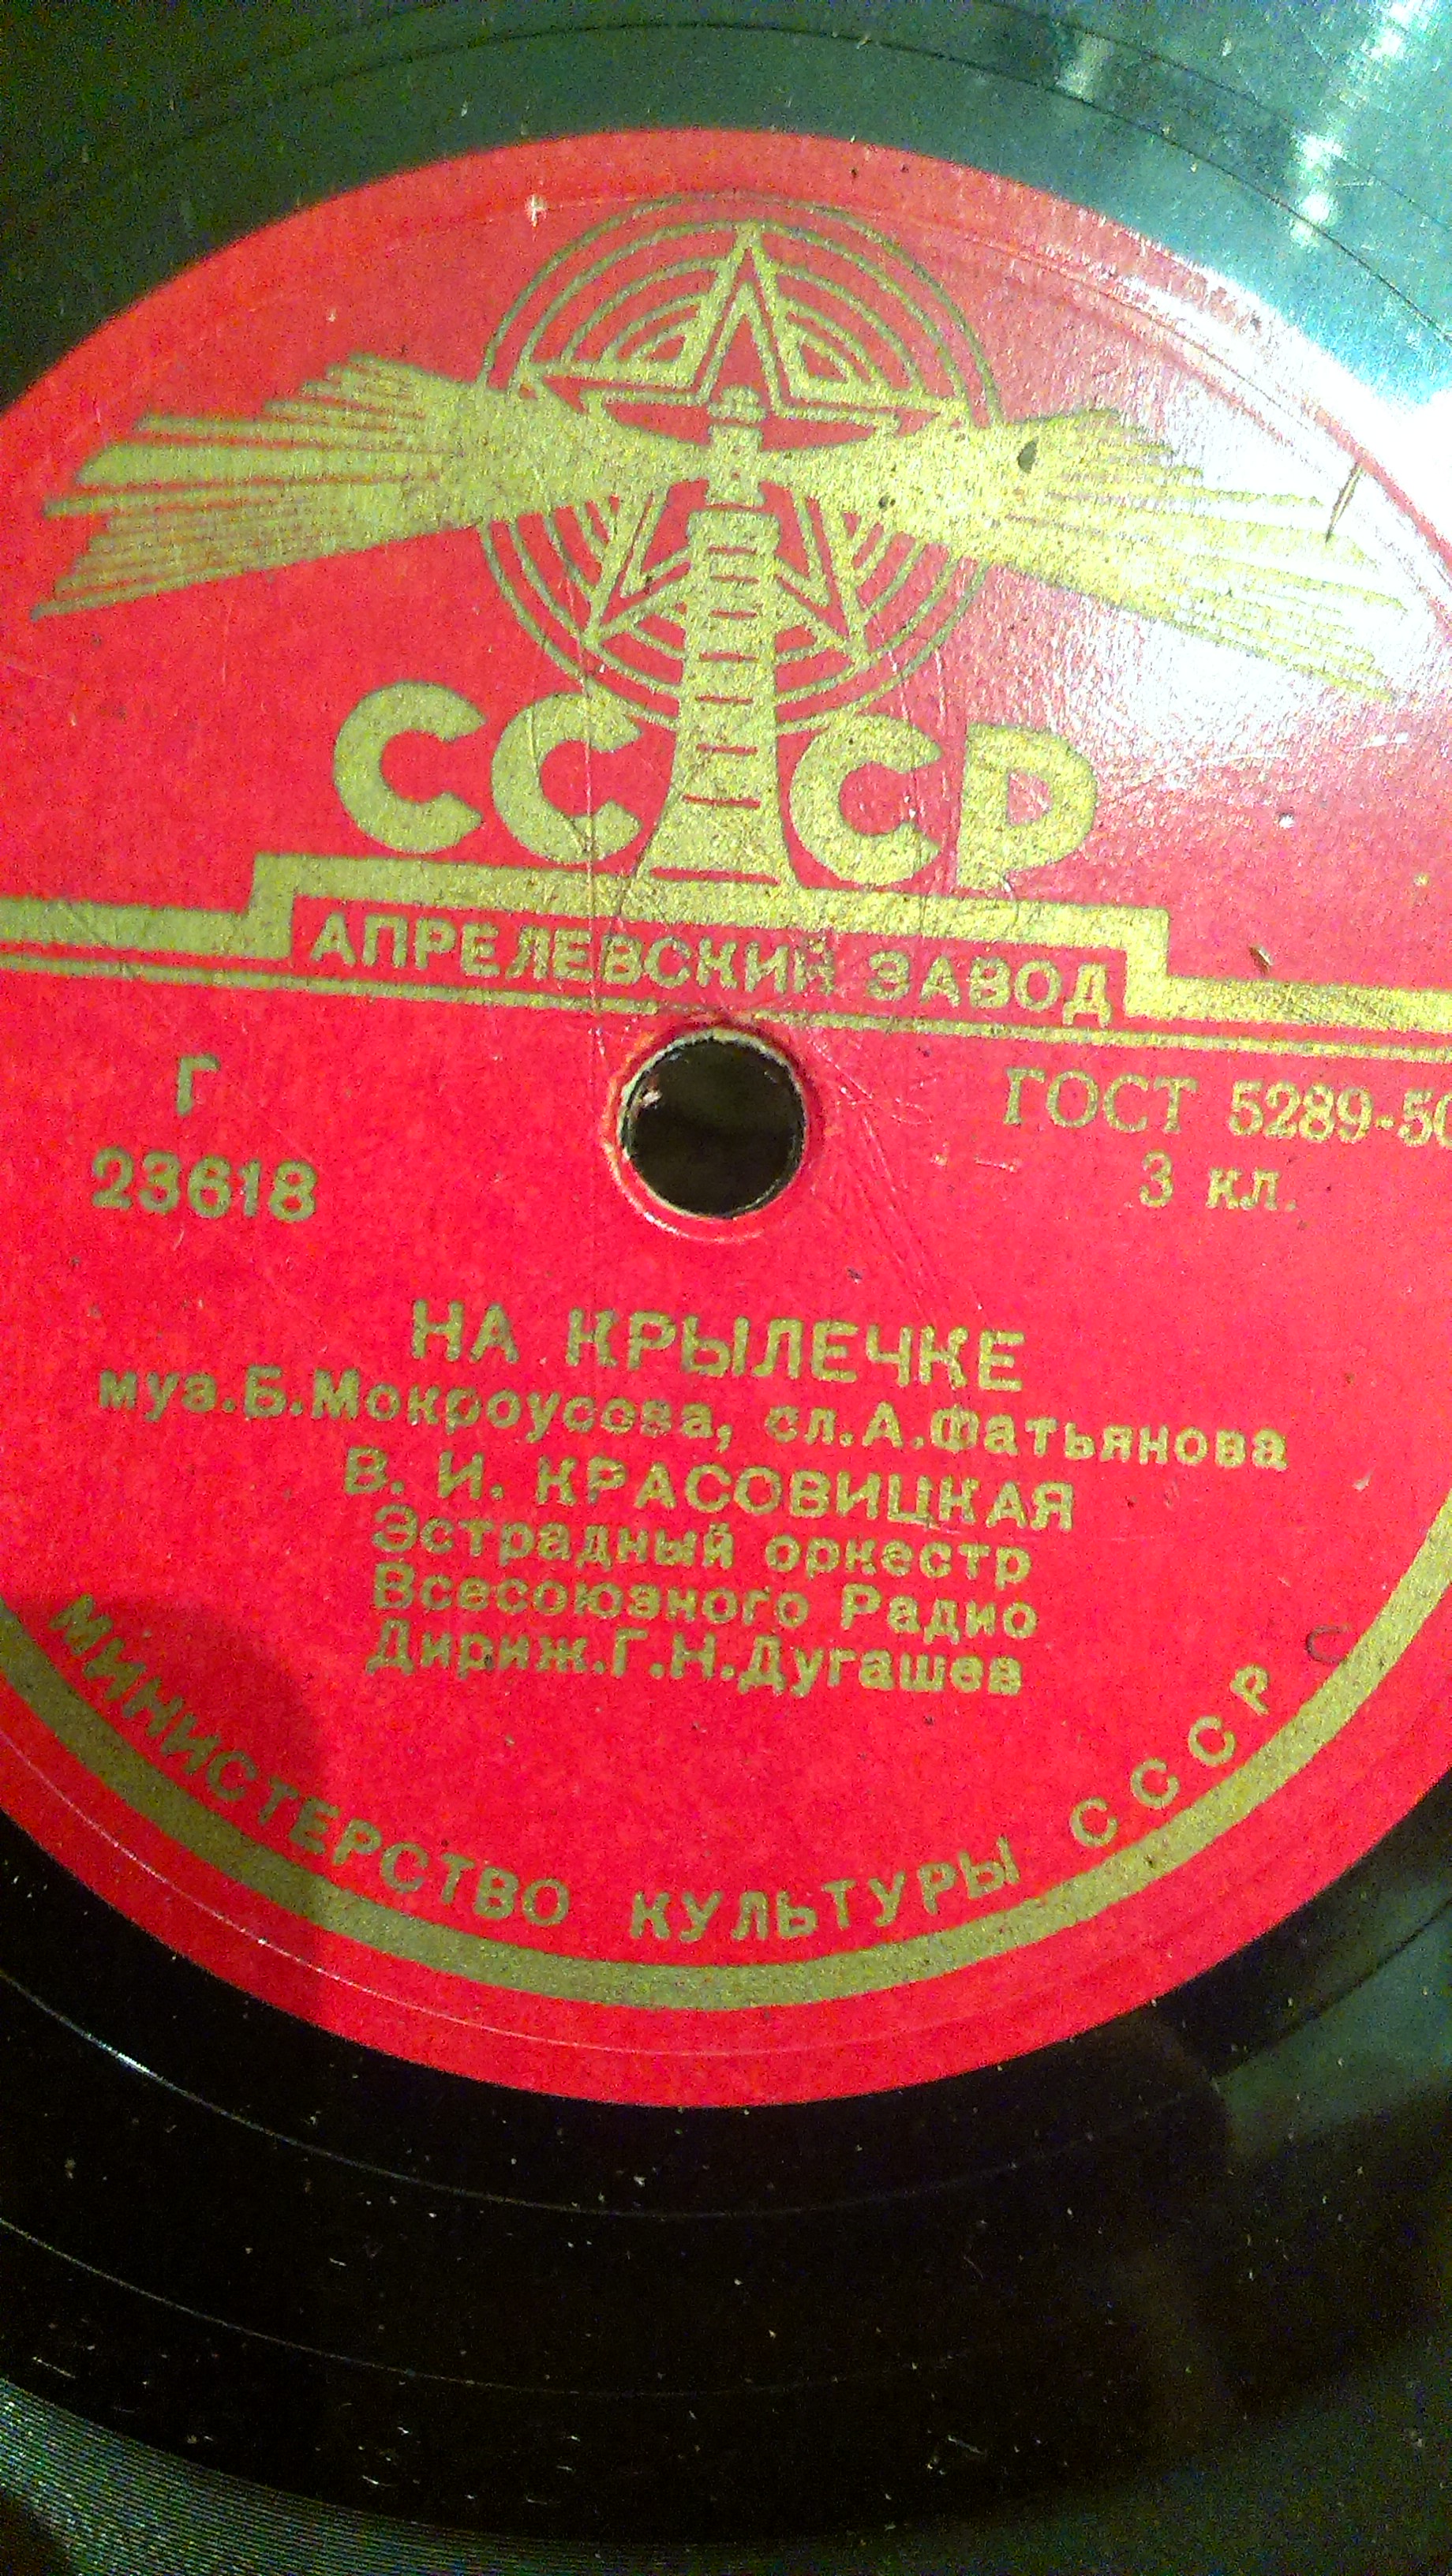 СССР
АПРЕЛЕВСКИЙ ЗАВОД
Г
23618
ГОСТ 5289-5
3 кл.
НА КРЫЛЕЧКЕ
муз.Б.Мокроусова, сл.А.Фатьянова
В. И. КРАСОВИЦКАЯ
Эстрадный оркестр
Всесоюзного Радио
Дириж.Г.Н.Дугашев
МИНИСТЕРСТВО КУЛЬТУРЫ СССР